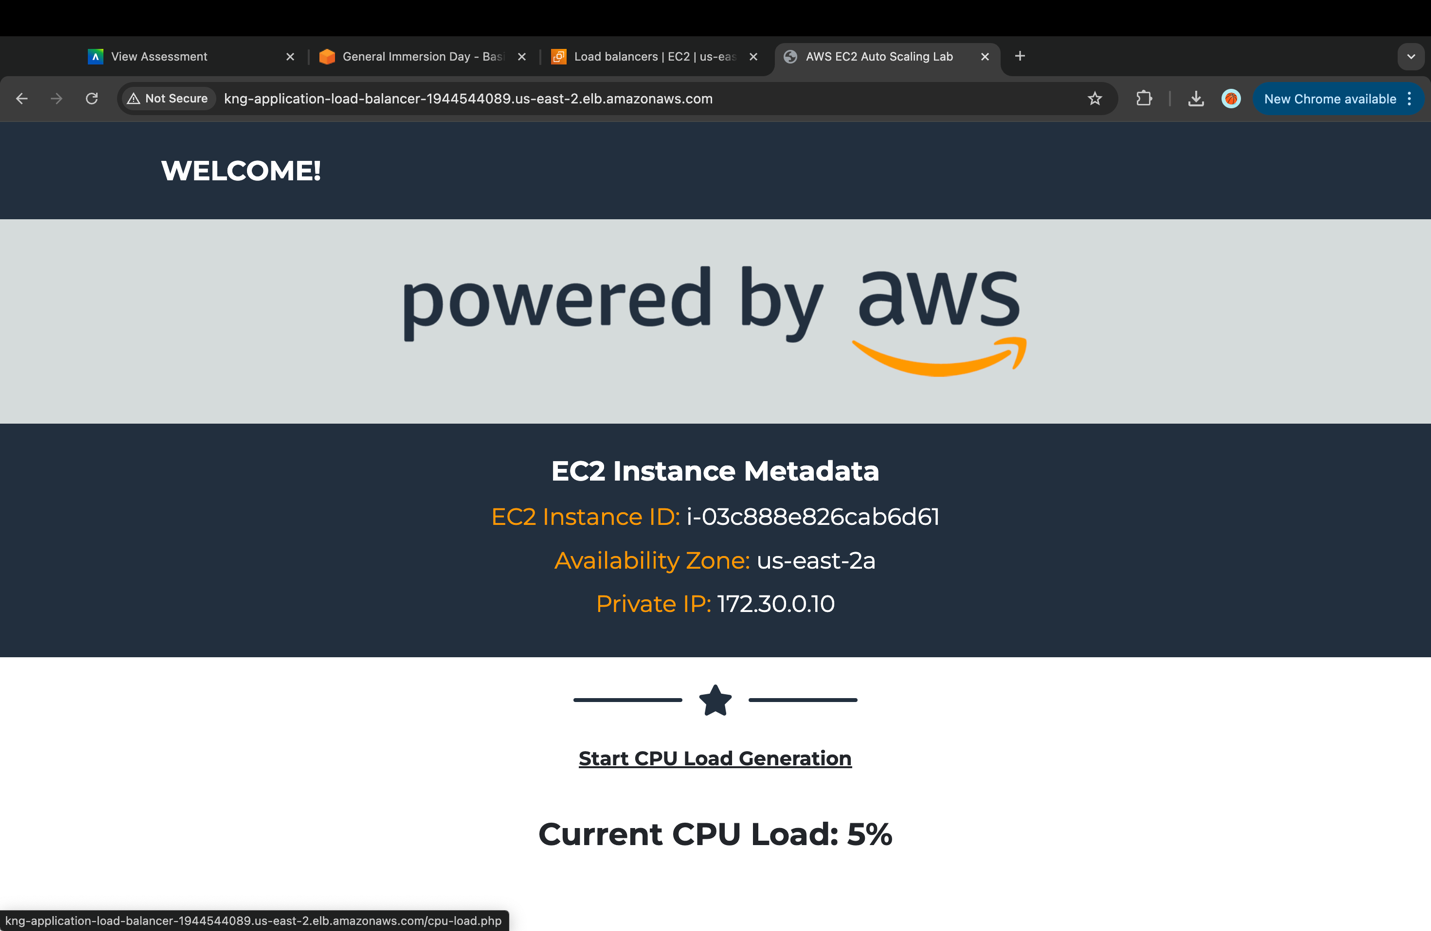 View Assessment
General Immersion Day - Bas
Load balancers | EC2 | us-eas
AWS EC2 Auto Scaling Lab
Not Secure
kng-application-load-balancer-1944544089.us-east-2.elb.amazonaws.com
New Chrome available
WELCOME!
powered by aws
EC2 Instance Metadata
EC2 Instance ID: i-03c888e826cab6d61
Availability Zone: us-east-2a
Private IP: 172.30.0.10
Start CPU Load Generation
Current CPU Load: 5%
kng-application-load-balancer-1944544089.us-east-2.elb.amazonaws.com/cpu-load.php